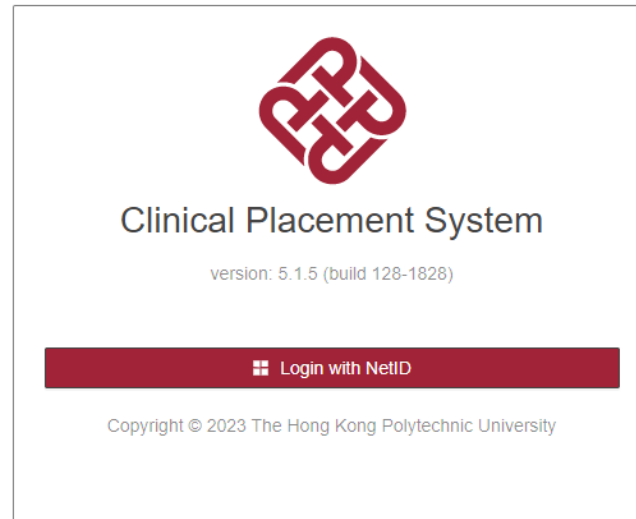 Clinical Placement System
version: 5.1.5 (build 128-1828)
Login with NetID
Copyright © 2023 The Hong Kong Polytechnic University